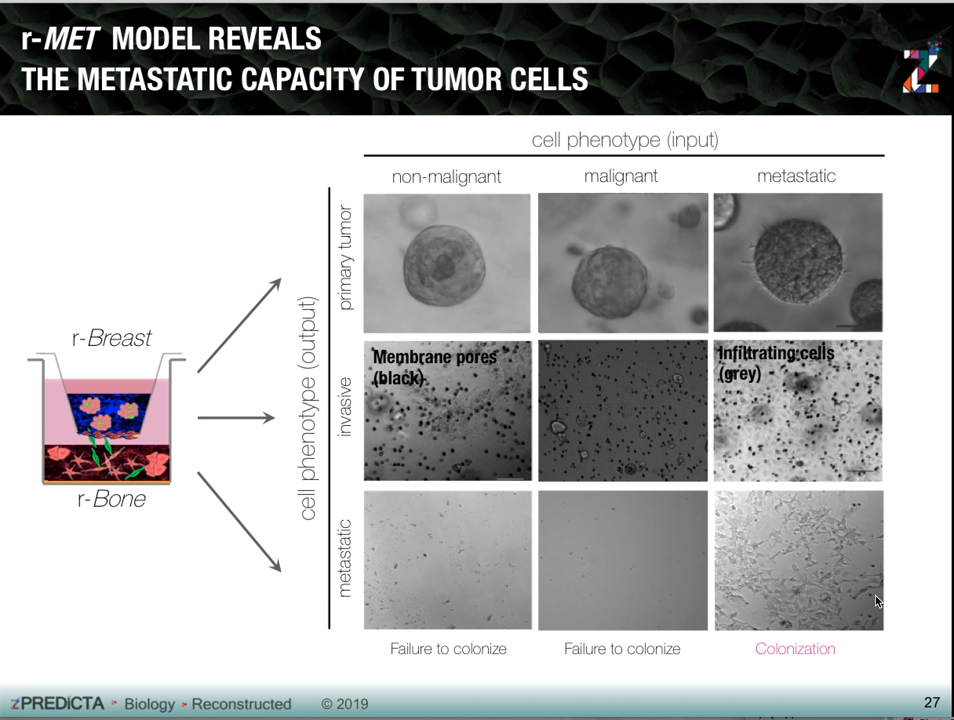 r-MET MODEL REVEALS
THE METASTATIC CAPACITY OF TUMOR CELLS
cell phenotype (input)
non-malignant malignant metastatic
primary tumor
r-Breast
cell phenotype (output)
Membrane pores
(black)
Infiltrating cells
(grey)
invasive
r-Bone
metastatic
Failure to colonize Failure to colonize Colonization
zPREDiCTA Biology Reconstructed © 2019 27